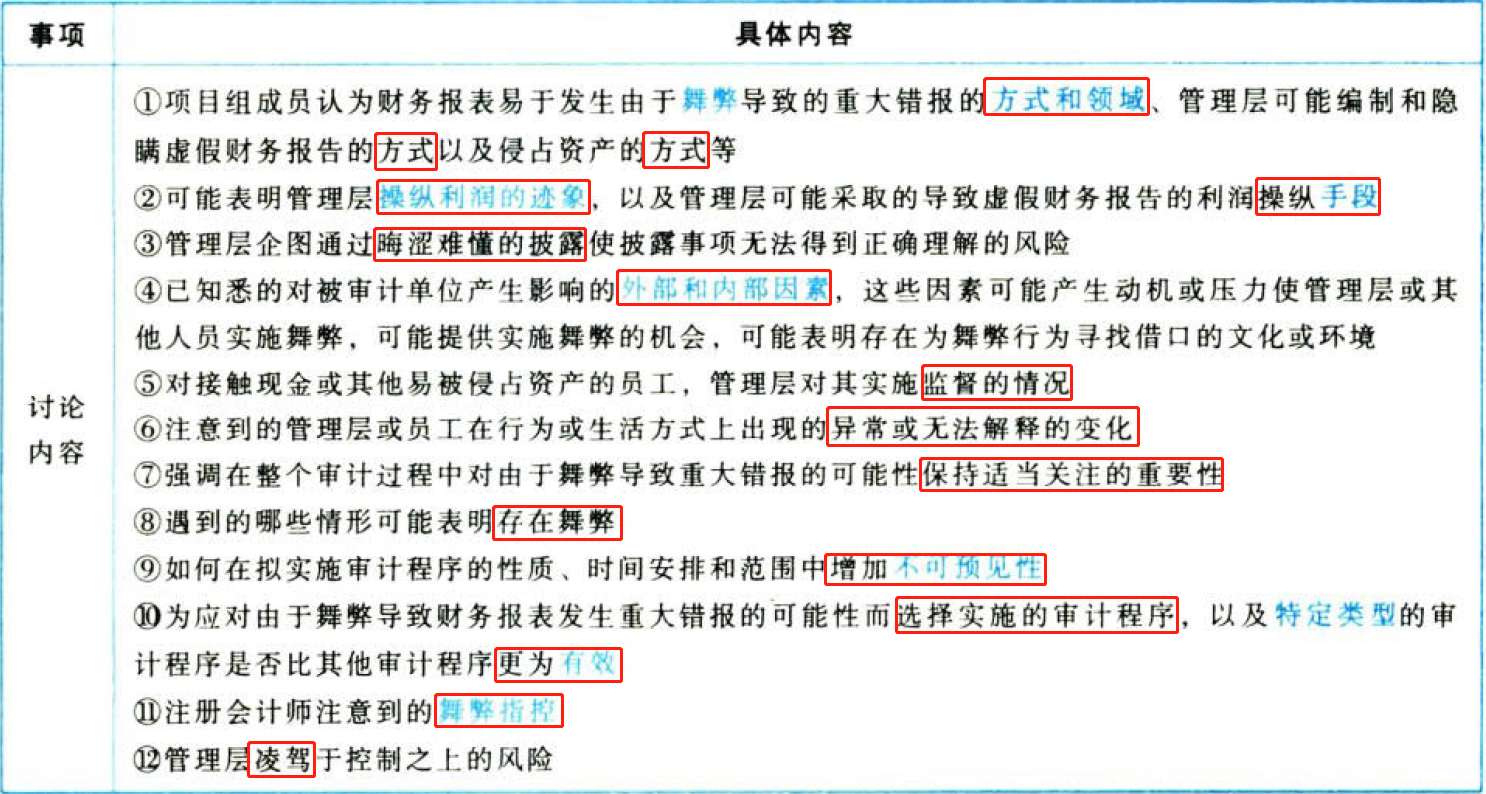 事项
具体内容
讨论
内容
①项目组成员认为财务报表易于发生由于舞弊导致的重大错报的方式和领域、管理层可能编制和隐
瞒虚假财务报告的方式以及侵占资产的方式等
②可能表明管理层操纵利润的迹象，以及管理层可能采取的导致虚假财务报告的利润操纵手段
③管理层企图通过晦涩难懂的披露使披露事项无法得到正确理解的风险
④已知悉的对被审计单位产生影响的外部和内部因素，这些因素可能产生动机或压力使管理层或其
他人员实施舞弊，可能提供实施舞弊的机会，可能表明存在为舞弊行为寻找借口的文化或环境
⑤对接触现金或其他易被侵占资产的员工，管理层对其实施监督的情况
⑥注意到的管理层或员工在行为或生活方式上出现的异常或无法解释的变化
⑦强调在整个审计过程中对由于舞弊导致重大错报的可能性保持适当关注的重要性
⑧遇到的哪些情形可能表明存在舞弊
⑨如何在拟实施审计程序的性质、时间安排和范围中增加不可预见性
⑩为应对由于舞弊导致财务报表发生重大错报的可能性而选择实施的审计程序，以及特定类型的审
计程序是否比其他审计程序更为有效
⑪注册会计师注意到的舞弊指控
⑫管理层凌驾于控制之上的风险